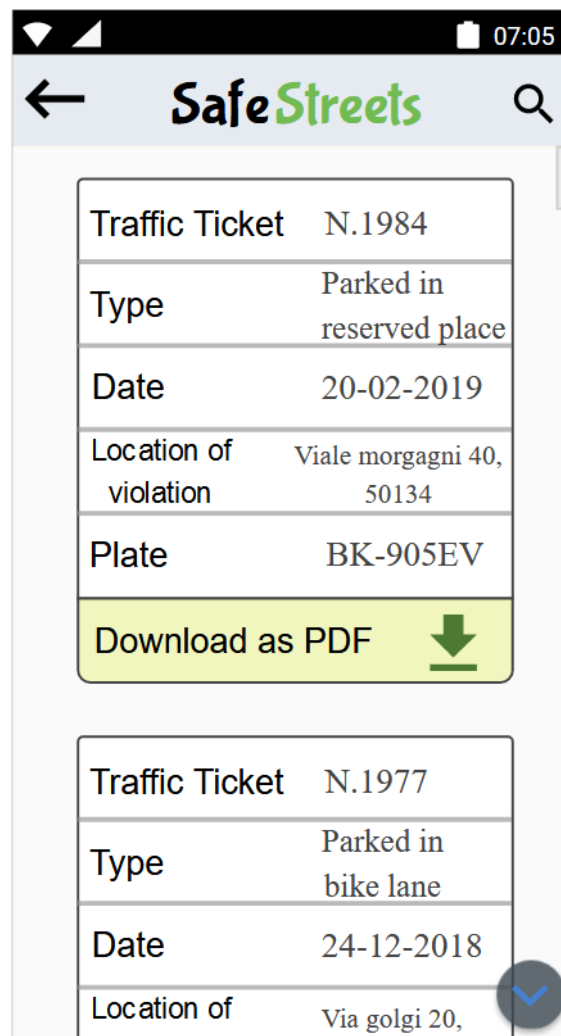 07:05
SafeStreets
Traffic Ticket N.1984
Type Parked in
reserved place
Date 20-02-2019
Location of Viale morgagni 40,
violation 50134
Plate BK-905EV
Download as PDF
Traffic Ticket N.1977
Type Parked in
bike lane
Date 24-12-2018
Location of Via golgi 20,